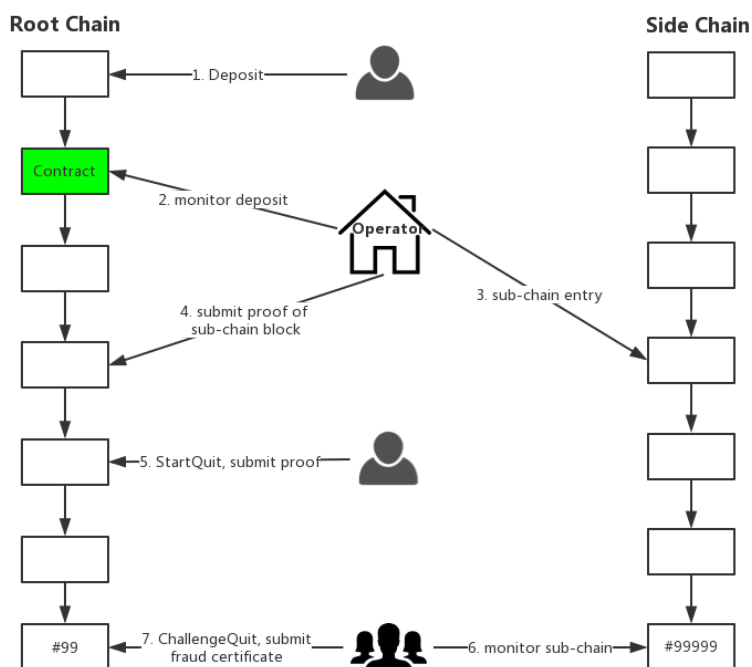 Root Chain
Side Chain
1. Deposit
Contract
2. monitor deposit
Operator
3. sub-chain entry
4. submit proof of
sub-chain block
5. StartQuit, submit proof
#99
7. ChallengeQuit, submit
fraud certificate
6. monitor sub-chain
#99999